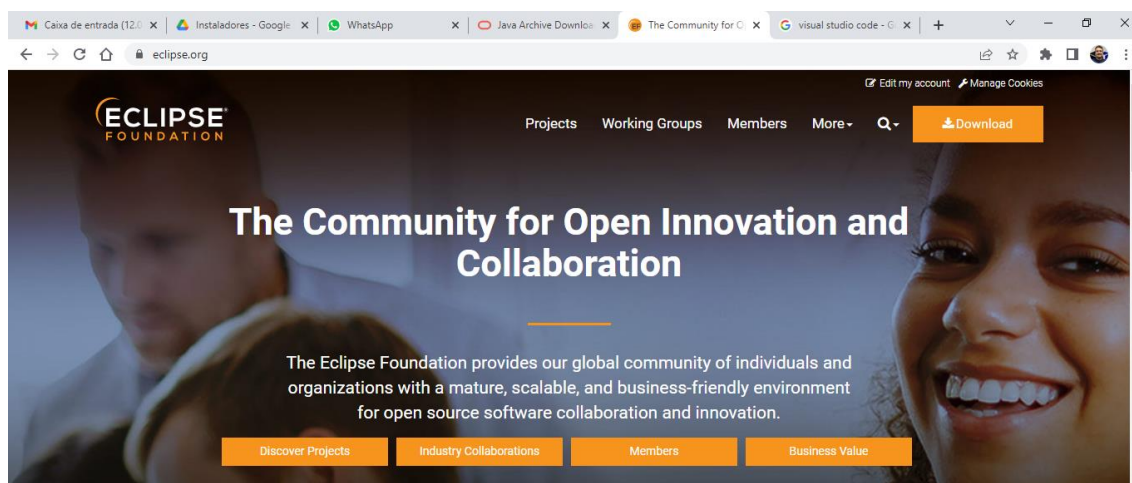 Caixa de entrada (12.0
Instaladores - Google
WhatsApp
Java Archive Downloa
The Community for O
visual studio code - G
eclipse.org
Edit my account Manage Cookies
ECLIPSE
FOUNDATION
Projects Working Groups Members More Download
The Community for Open Innovation and
Collaboration
The Eclipse Foundation provides our global community of individuals and
organizations with a mature, scalable, and business-friendly environment
for open source software collaboration and innovation.
Discover Projects Industry Collaborations Members Business Value